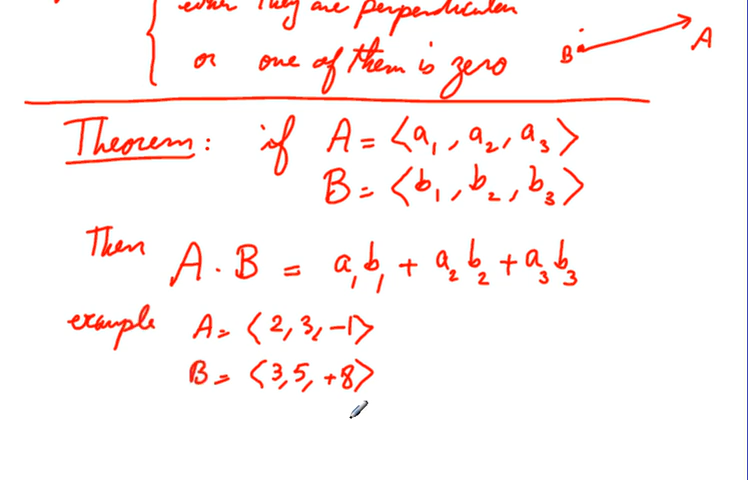 either they are perpendicular
or one of them is zero
B A
Theorem: if A = <a₁, a₂, a₃>
B = <b₁, b₂, b₃>
Then A · B = a₁b₁ + a₂b₂ + a₃b₃
example A = <2, 3, -1>
B = <3, 5, +8>